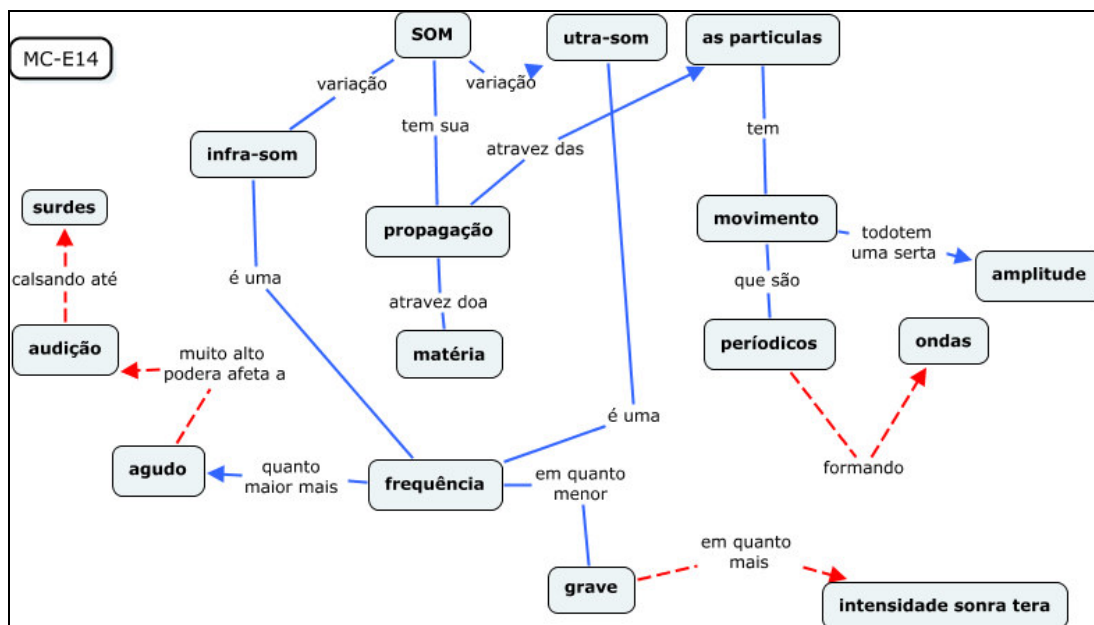 MC-E14
SOM
utra-som
as particulas
variação
variação
tem sua
atravez das
tem
infra-som
surdes
propagação
movimento
todotem
uma serta
amplitude
calsando até
é uma
atravez doa
que são
audição
muito alto
podera afeta a
matéria
períodicos
ondas
é uma
agudo
quanto
maior mais
frequência
em quanto
menor
formando
grave
em quanto
mais
intensidade sonra tera